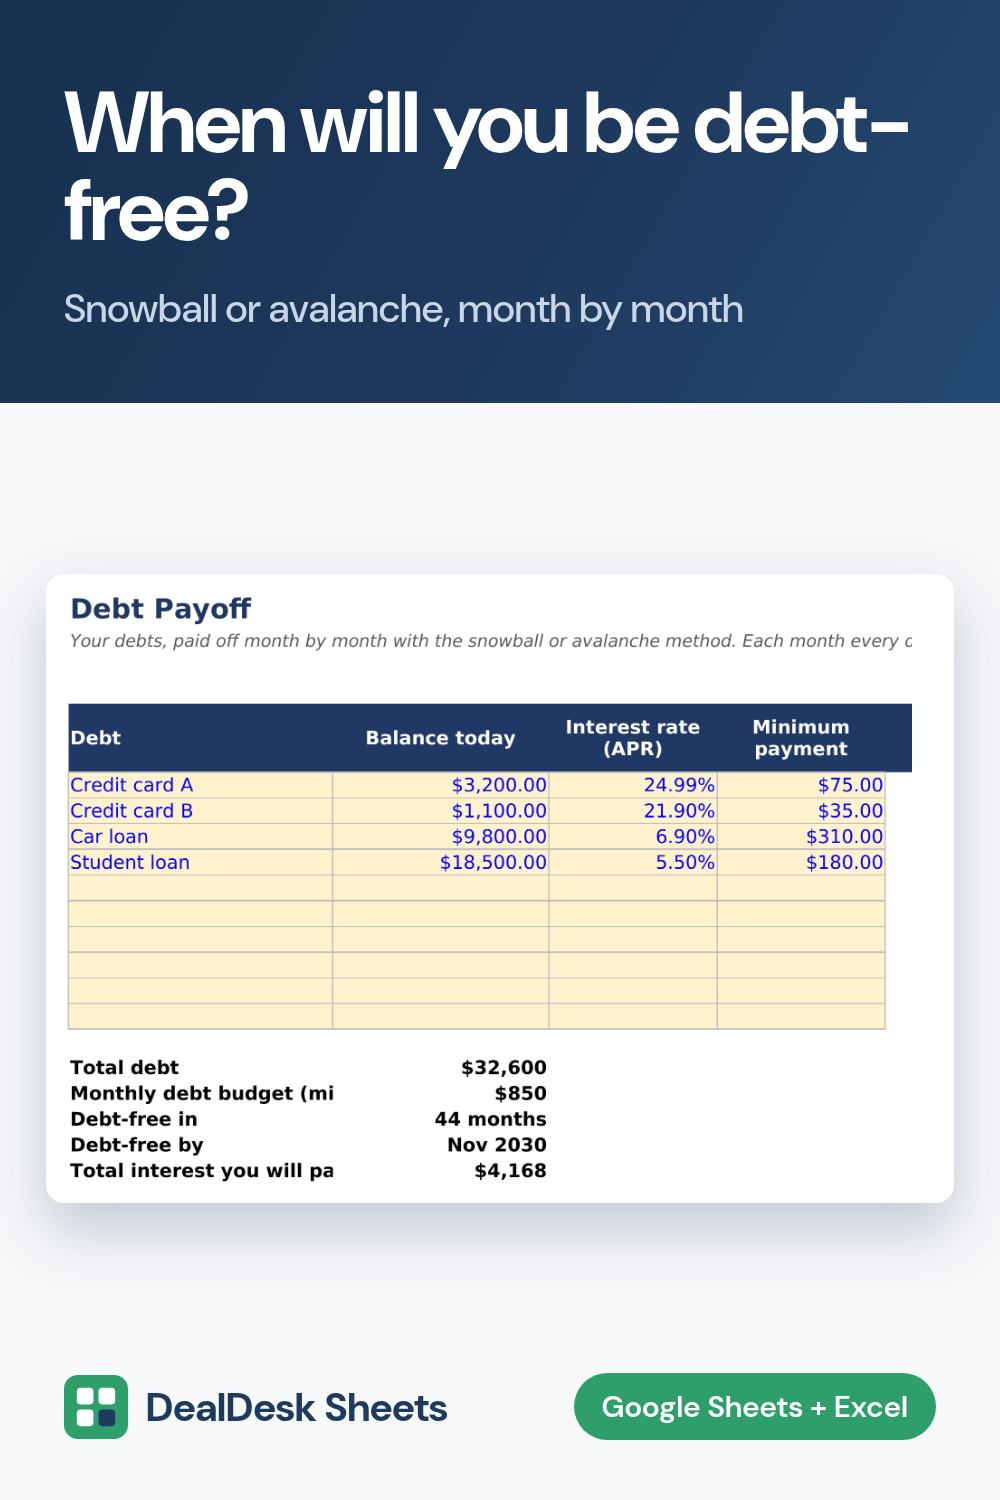 When will you be debt-
free?
Snowball or avalanche, month by month
Debt Payoff
Your debts, paid off month by month with the snowball or avalanche method. Each month every
Debt Balance today Interest rate (APR) Minimum payment
Credit card A $3,200.00 24.99% $75.00
Credit card B $1,100.00 21.90% $35.00
Car loan $9,800.00 6.90% $310.00
Student loan $18,500.00 5.50% $180.00
Total debt $32,600
Monthly debt budget (mi $850
Debt-free in 44 months
Debt-free by Nov 2030
Total interest you will pa $4,168
DealDesk Sheets
Google Sheets + Excel